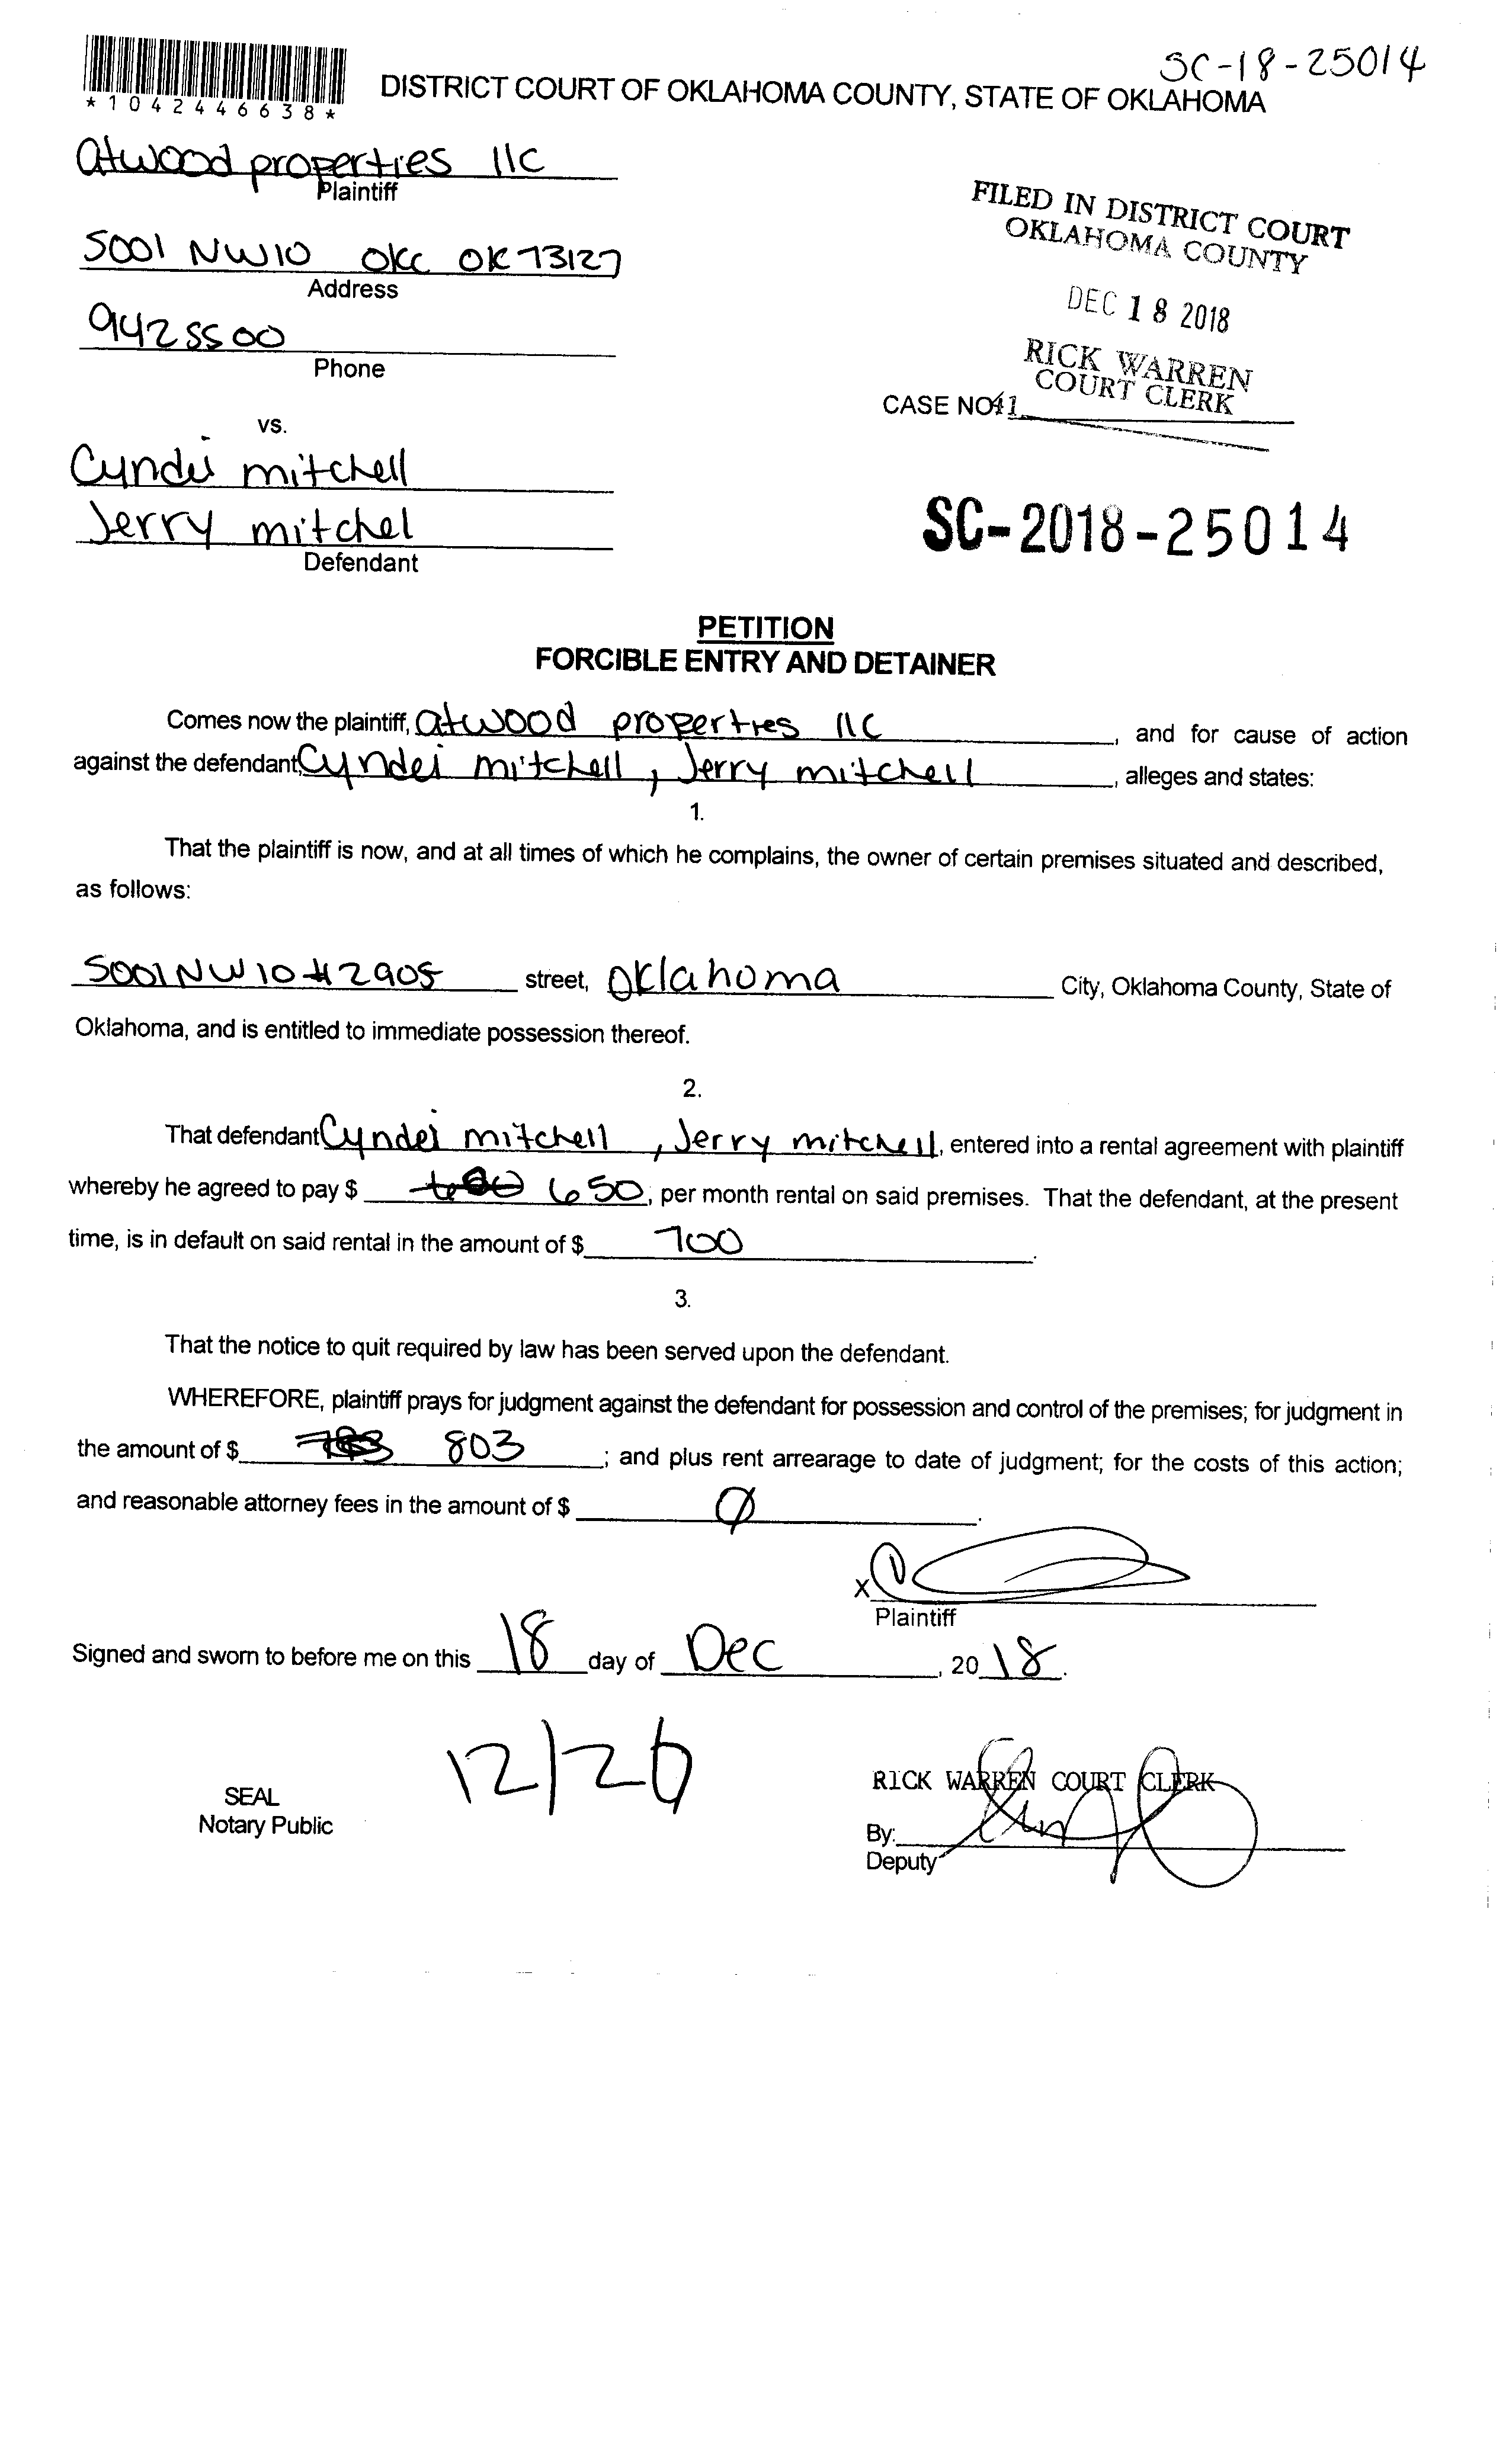 SC-18-25014
*1042446638*
DISTRICT COURT OF OKLAHOMA COUNTY, STATE OF OKLAHOMA
atwood properties llc
Plaintiff
5001 NW10 OKC OK 73127
Address
9425500
Phone
FILED IN DISTRICT COURT
OKLAHOMA COUNTY
DEC 18 2018
RICK WARREN
COURT CLERK
CASE NO. 41
vs.
Cyndei mitchell
Jerry mitchel
Defendant
SC-2018-25014
PETITION
FORCIBLE ENTRY AND DETAINER
Comes now the plaintiff, atwood properties llc, and for cause of action
against the defendant, Cyndei mitchell, Jerry mitchell, alleges and states:
1.
That the plaintiff is now, and at all times of which he complains, the owner of certain premises situated and described,
as follows:
5001 NW 10 #2905 street, Oklahoma City, Oklahoma County, State of
Oklahoma, and is entitled to immediate possession thereof.
2.
That defendant Cyndei mitchell, Jerry mitchell, entered into a rental agreement with plaintiff
whereby he agreed to pay $ 650, per month rental on said premises. That the defendant, at the present
time, is in default on said rental in the amount of $ 700.
3.
That the notice to quit required by law has been served upon the defendant.
WHEREFORE, plaintiff prays for judgment against the defendant for possession and control of the premises; for judgment in
the amount of $ 803; and plus rent arrearage to date of judgment; for the costs of this action;
and reasonable attorney fees in the amount of $ Ø.
X
Plaintiff
Signed and sworn to before me on this 18 day of Dec, 2018.
12/26
SEAL
Notary Public
RICK WARREN COURT CLERK
By:
Deputy